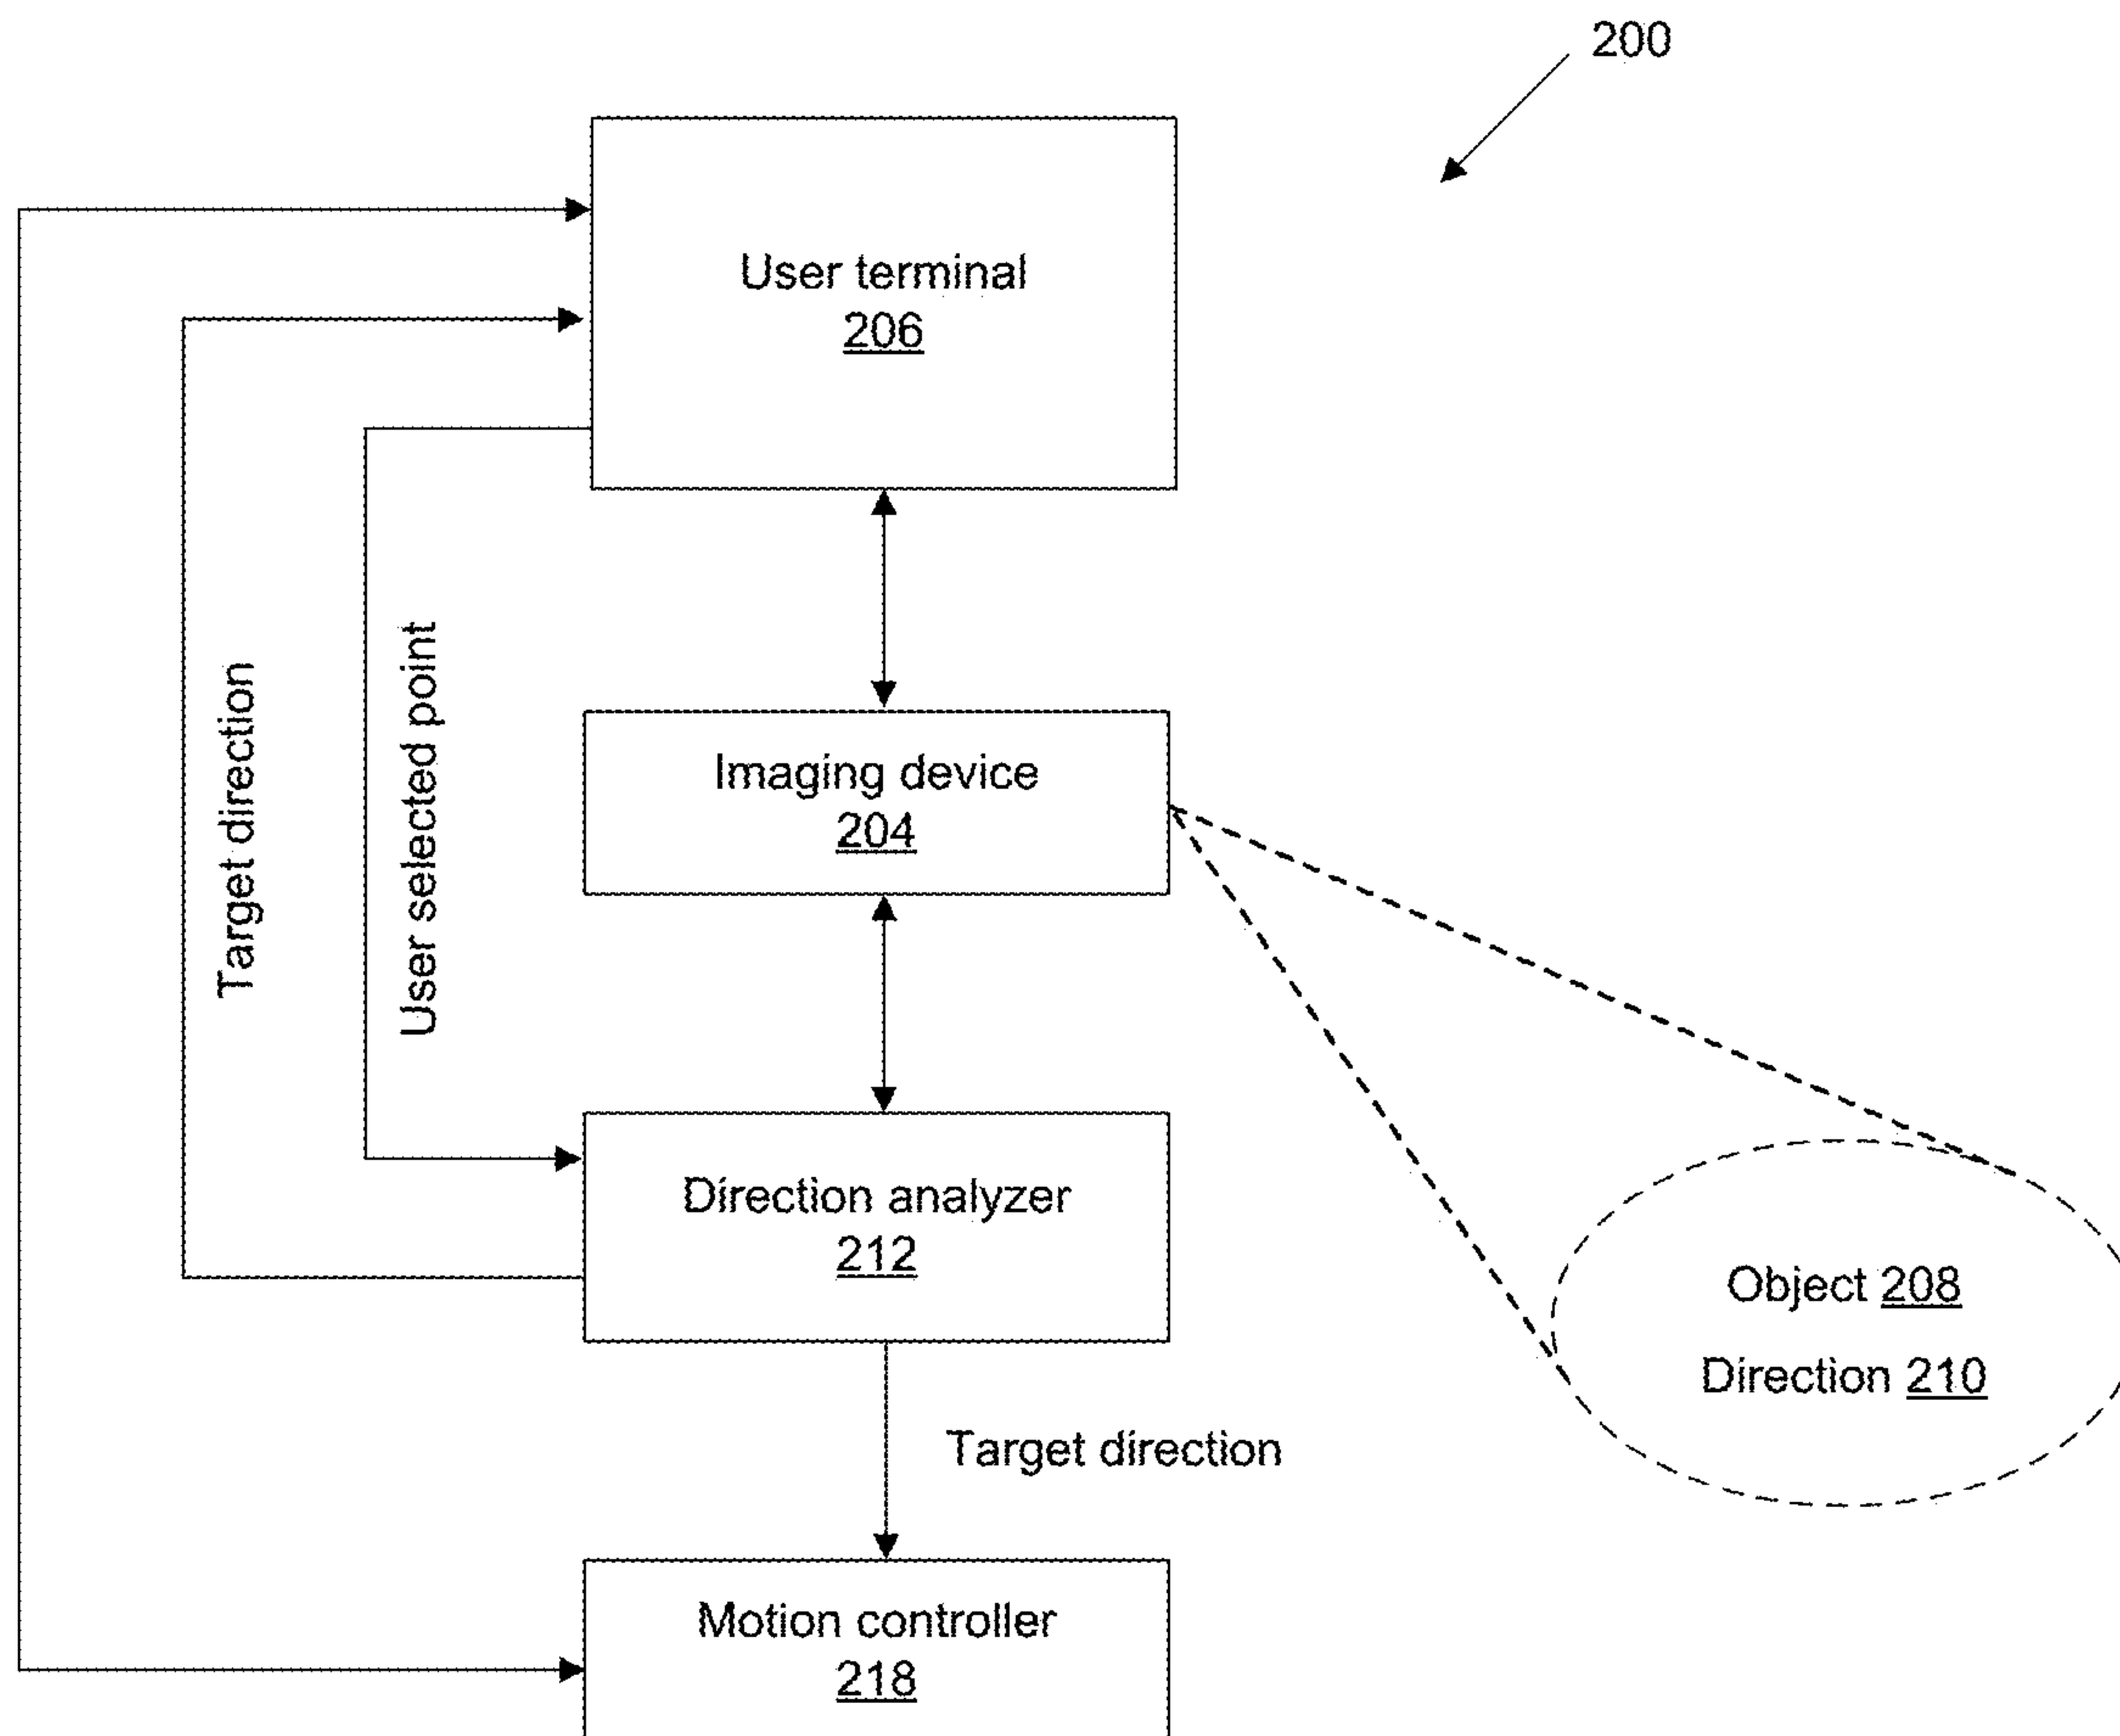 200
User terminal
206
Target direction
User selected point
Imaging device
204
Direction analyzer
212
Object 208
Direction 210
Target direction
Motion controller
218